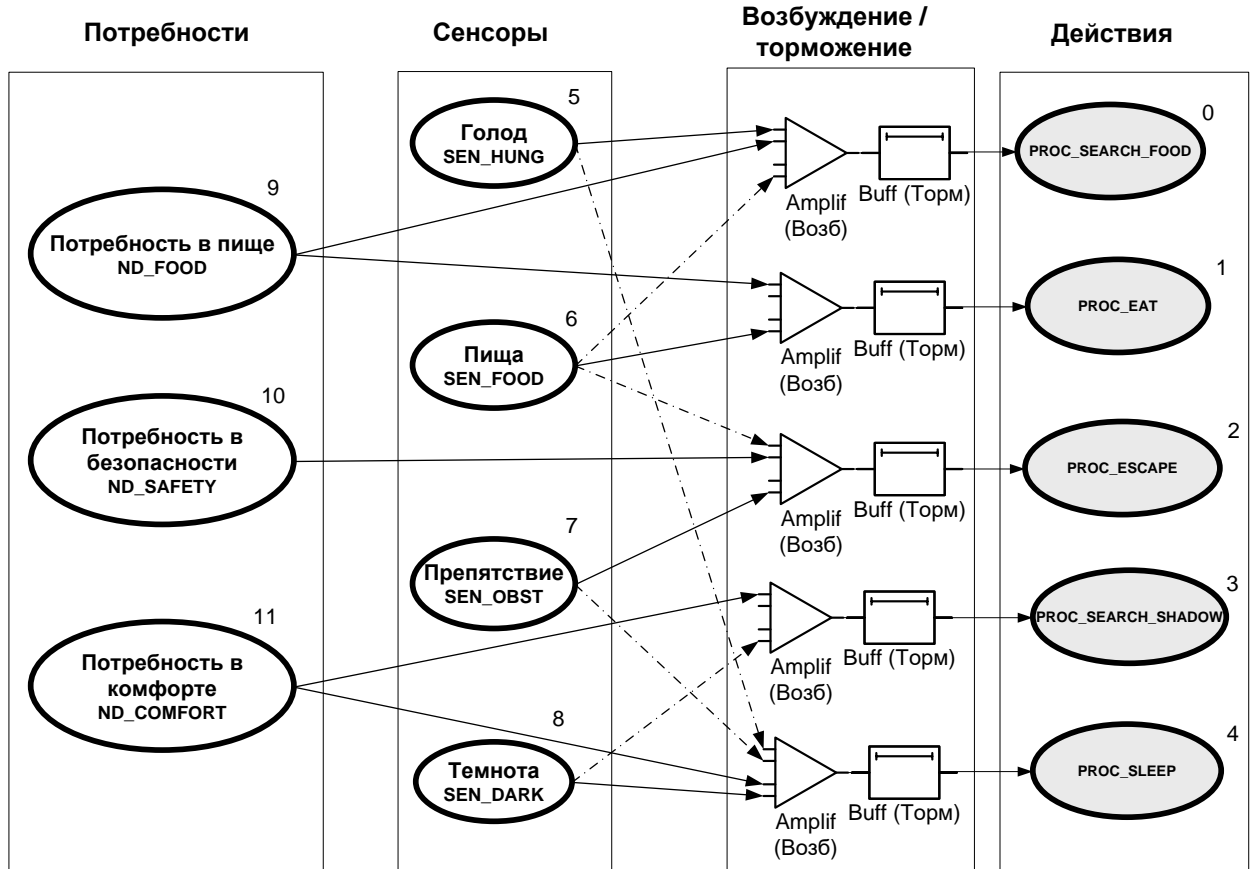 Потребности
Сенсоры
Возбуждение /
торможение
Действия
9
Потребность в пище
ND_FOOD
10
Потребность в
безопасности
ND_SAFETY
11
Потребность в
комфорте
ND_COMFORT
5
Голод
SEN_HUNG
6
Пища
SEN_FOOD
7
Препятствие
SEN_OBST
8
Темнота
SEN_DARK
Amplif
(Возб)
Buff (Торм)
Amplif
(Возб)
Buff (Торм)
Amplif
(Возб)
Buff (Торм)
Amplif
(Возб)
Buff (Торм)
Amplif
(Возб)
Buff (Торм)
0
PROC_SEARCH_FOOD
1
PROC_EAT
2
PROC_ESCAPE
3
PROC_SEARCH_SHADOW
4
PROC_SLEEP